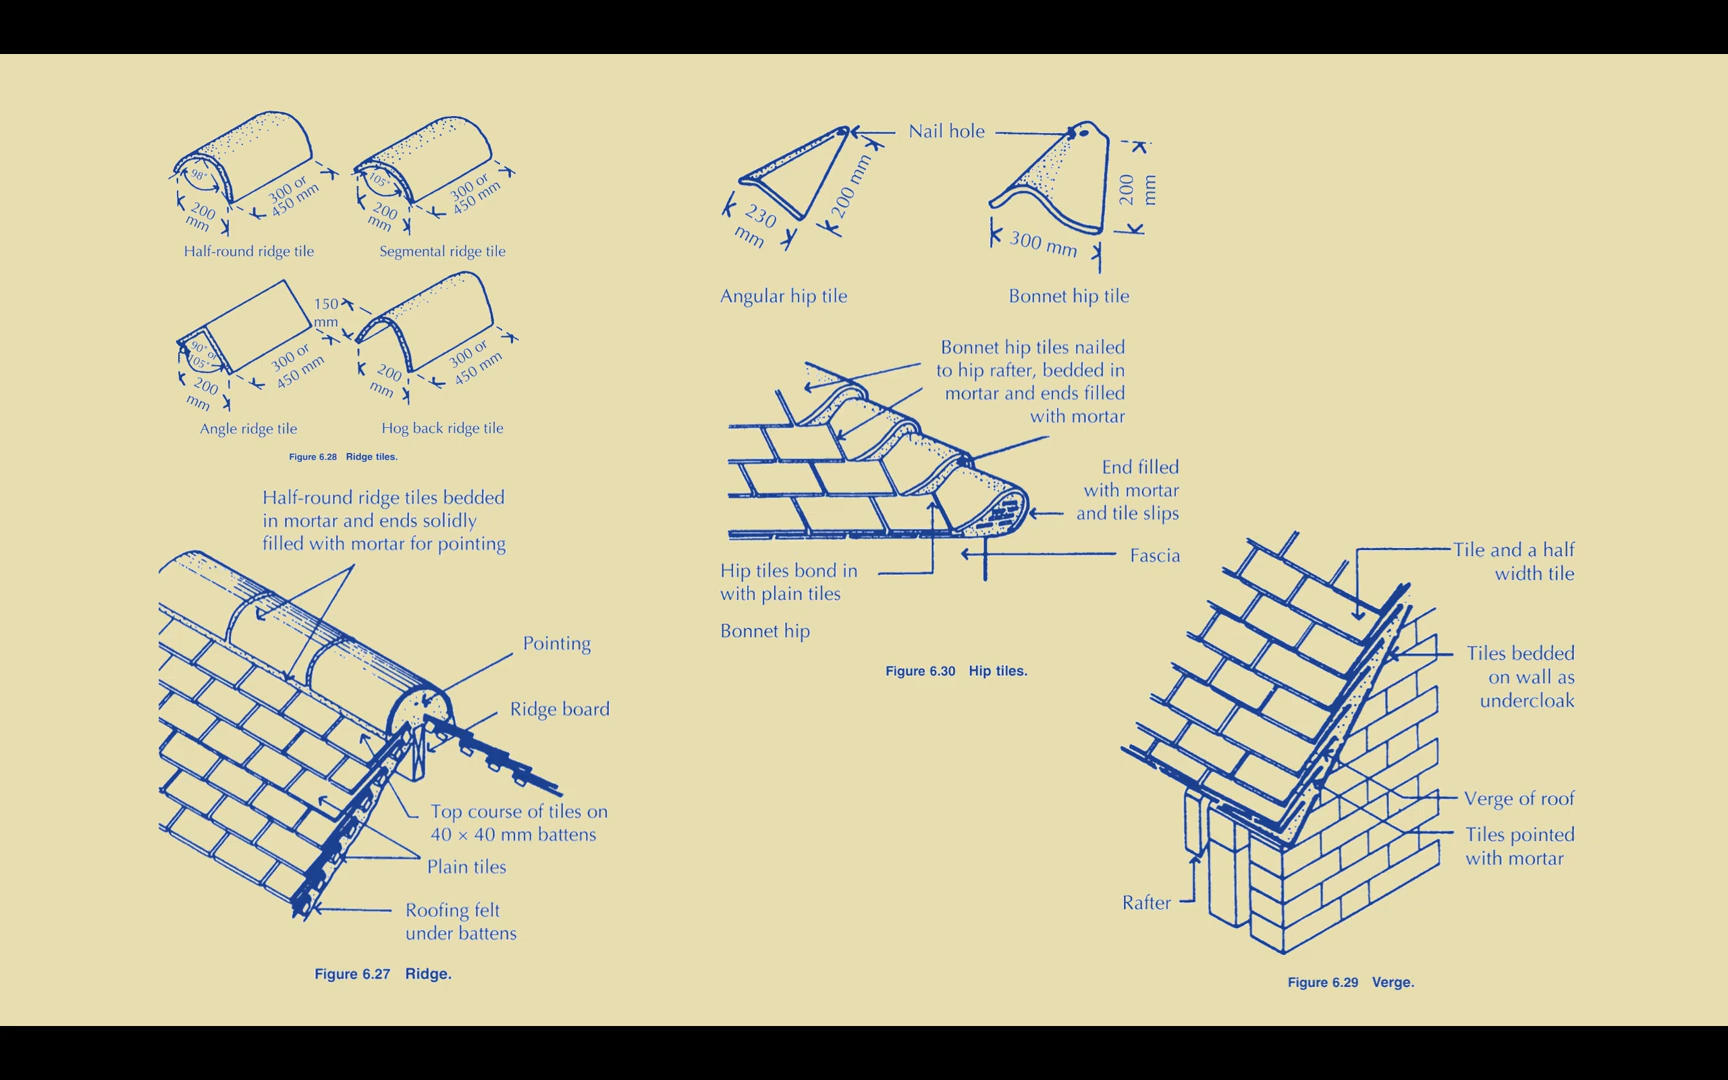 98°
200
mm
300 or
450 mm
Half-round ridge tile
105°
200
mm
300 or
450 mm
Segmental ridge tile
90° or
105°
200
mm
300 or
450 mm
Angle ridge tile
150
mm
200
mm
300 or
450 mm
Hog back ridge tile
Figure 6.28 Ridge tiles.
Half-round ridge tiles bedded
in mortar and ends solidly
filled with mortar for pointing
Pointing
Ridge board
Top course of tiles on
40 × 40 mm battens
Plain tiles
Roofing felt
under battens
Figure 6.27 Ridge.
Nail hole
230
mm
200 mm
Angular hip tile
300 mm
200
mm
Bonnet hip tile
Bonnet hip tiles nailed
to hip rafter, bedded in
mortar and ends filled
with mortar
End filled
with mortar
and tile slips
Fascia
Hip tiles bond in
with plain tiles
Bonnet hip
Figure 6.30 Hip tiles.
Tile and a half
width tile
Tiles bedded
on wall as
undercloak
Verge of roof
Tiles pointed
with mortar
Rafter
Figure 6.29 Verge.